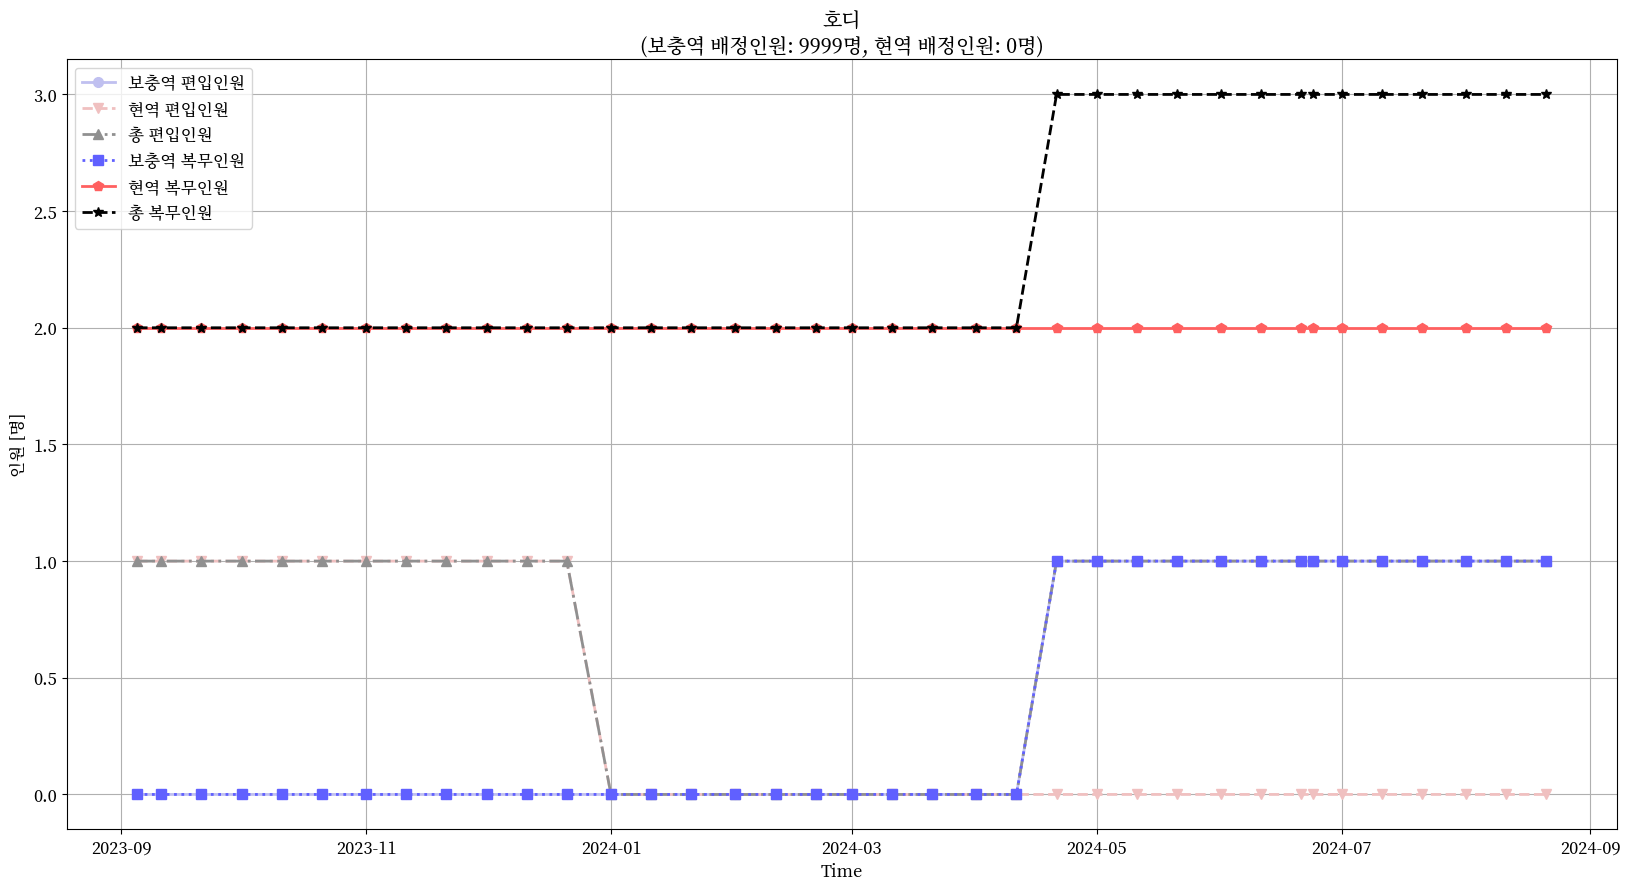 호디
(보충역 배정인원: 9999명, 현역 배정인원: 0명)
보충역 편입인원
현역 편입인원
총 편입인원
보충역 복무인원
현역 복무인원
총 복무인원
3.0
2.5
2.0
1.5
1.0
0.5
0.0
인원 [명]
2023-09
2023-11
2024-01
2024-03
2024-05
2024-07
2024-09
Time